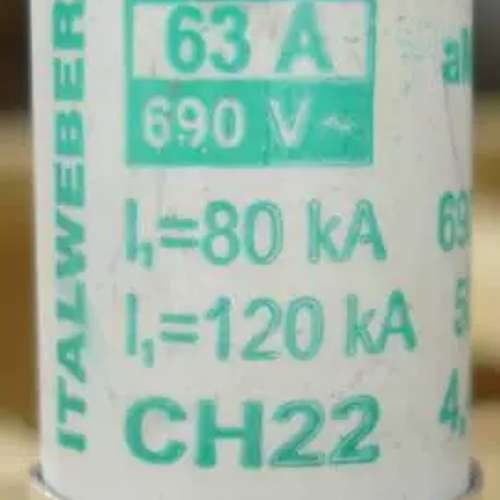 ITALWEBER
63 A
690 V~
I₁=80 kA
I₁=120 kA
CH22